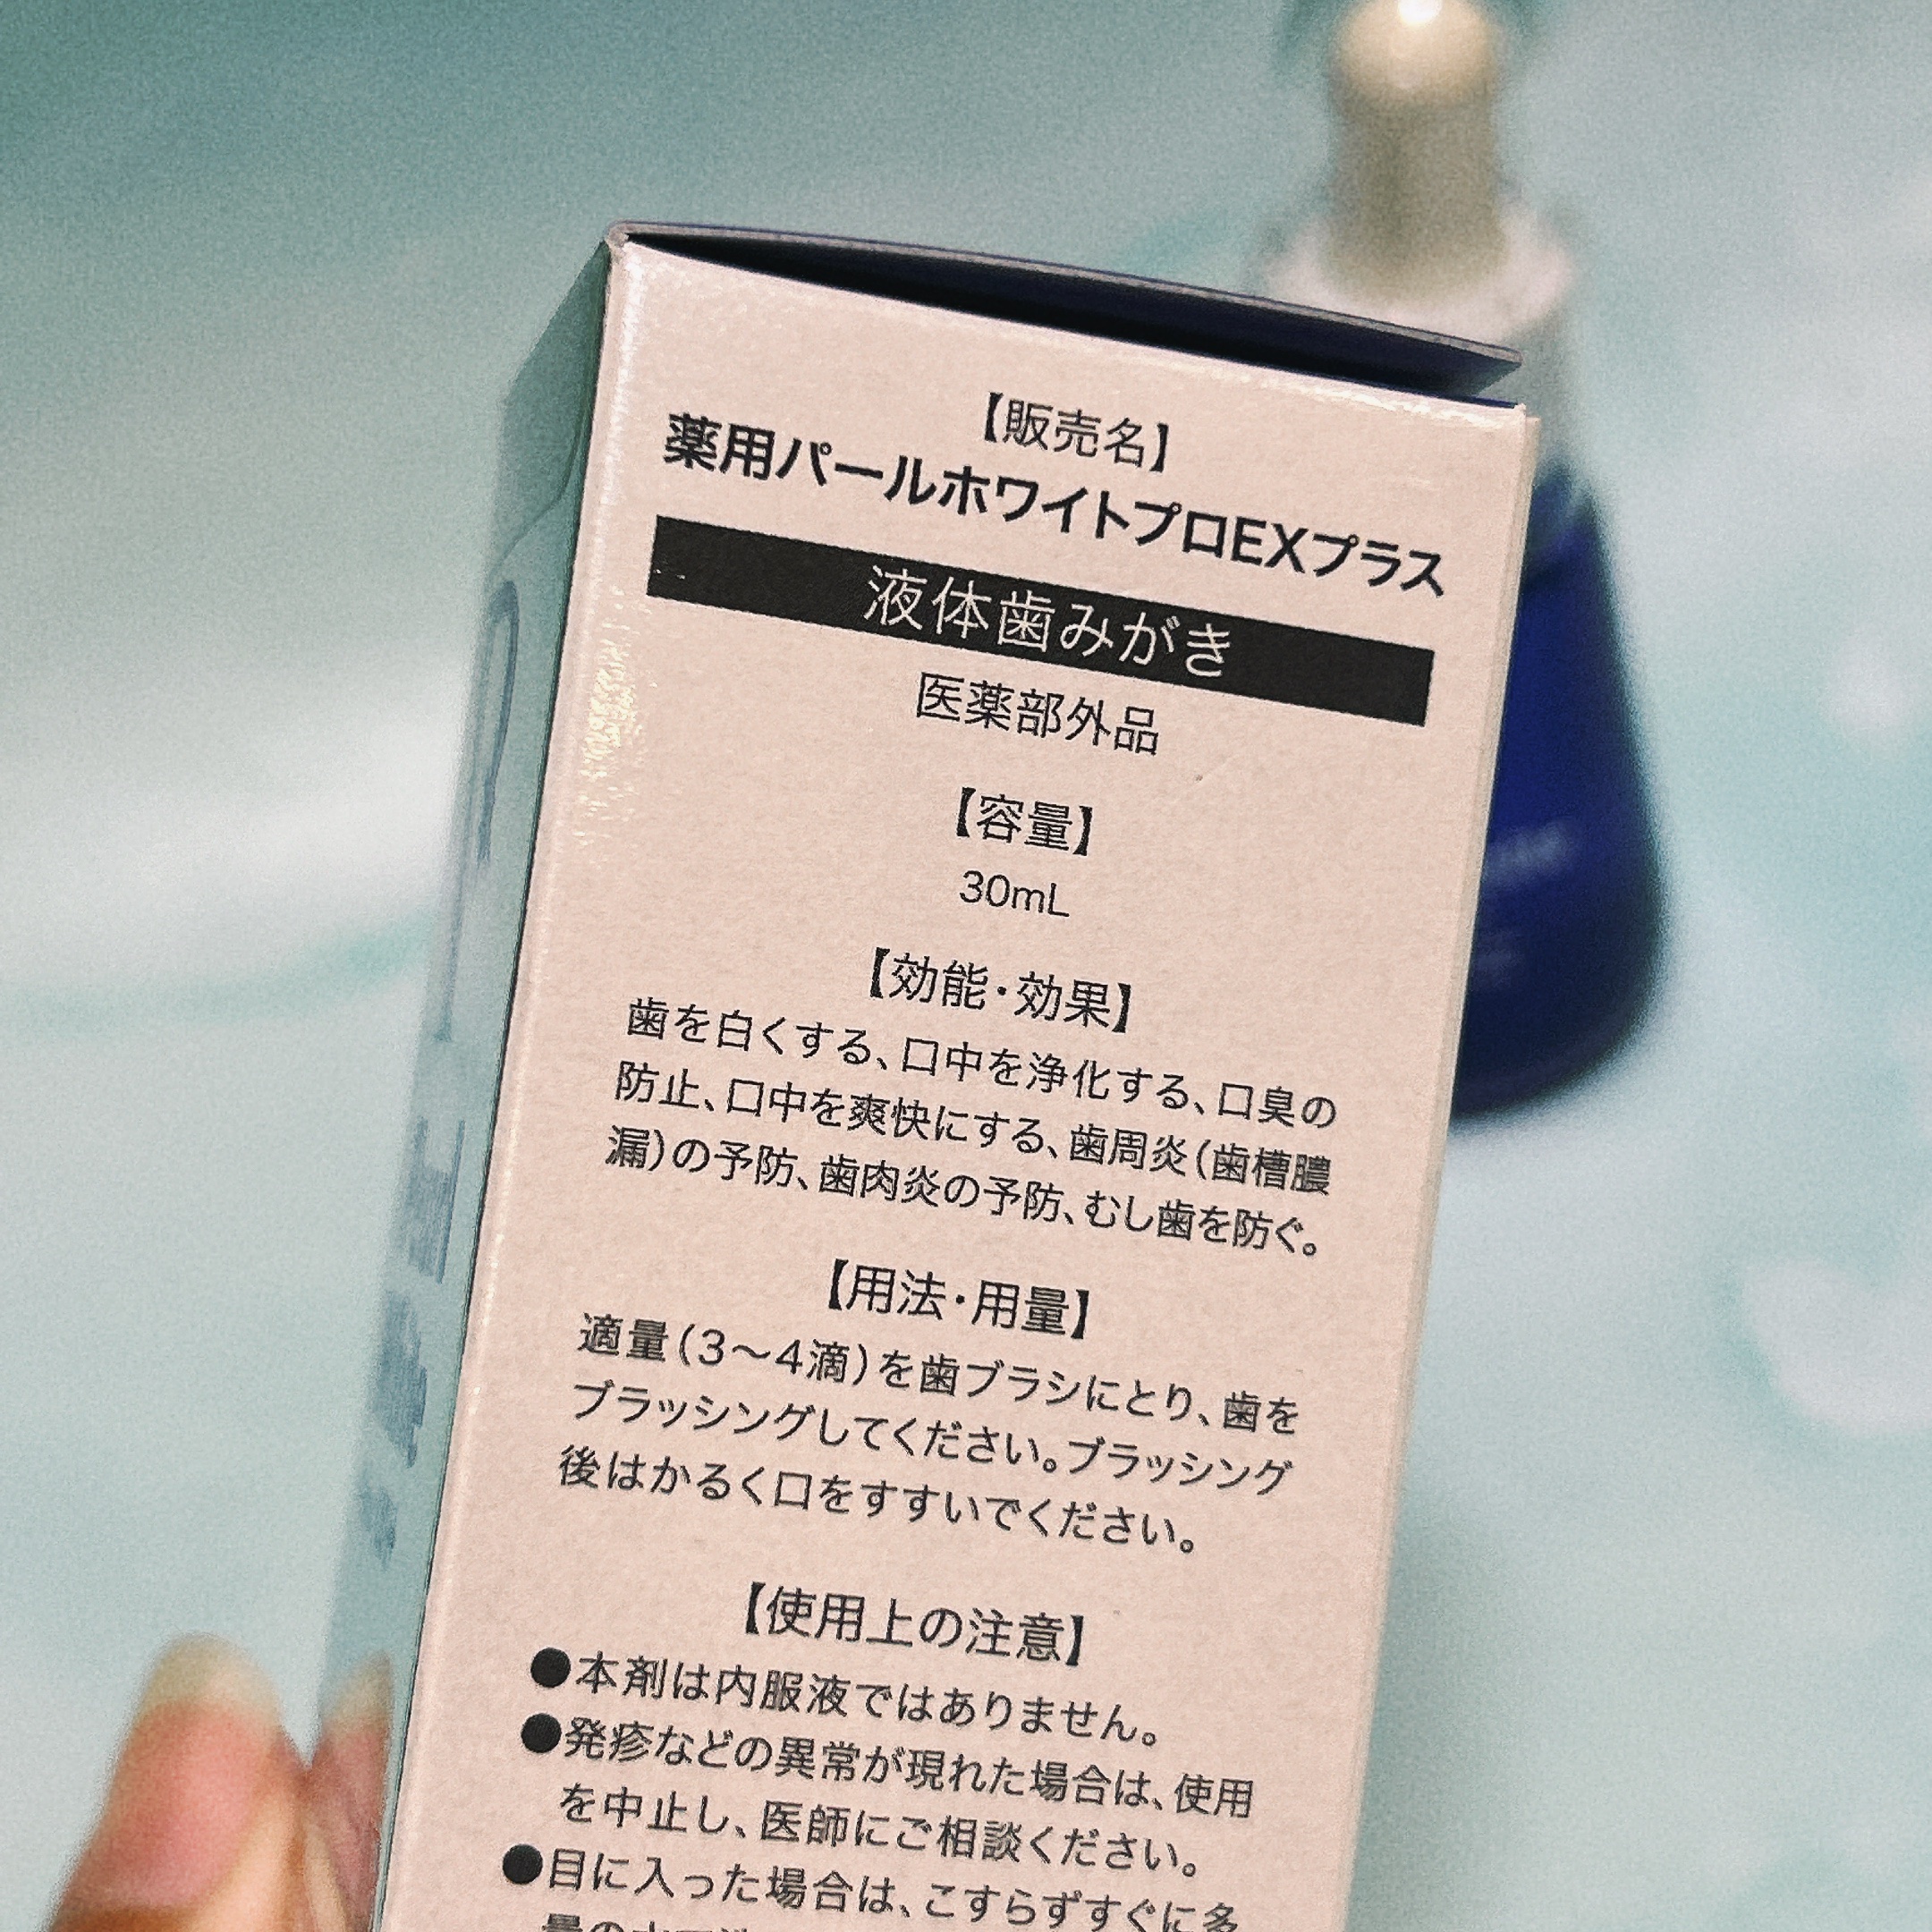 【販売名】
薬用パールホワイトプロEXプラス
液体歯みがき
医薬部外品
【容量】
30mL
【効能・効果】
歯を白くする、口中を浄化する、口臭の
防止、口中を爽快にする、歯周炎(歯槽膿
漏)の予防、歯肉炎の予防、むし歯を防ぐ。
【用法・用量】
適量(3～4滴)を歯ブラシにとり、歯を
ブラッシングしてください。ブラッシング
後はかるく口をすすいでください。
【使用上の注意】
●本剤は内服液ではありません。
●発疹などの異常が現れた場合は、使用
を中止し、医師にご相談ください。
●目に入った場合は、こすらずすぐに多